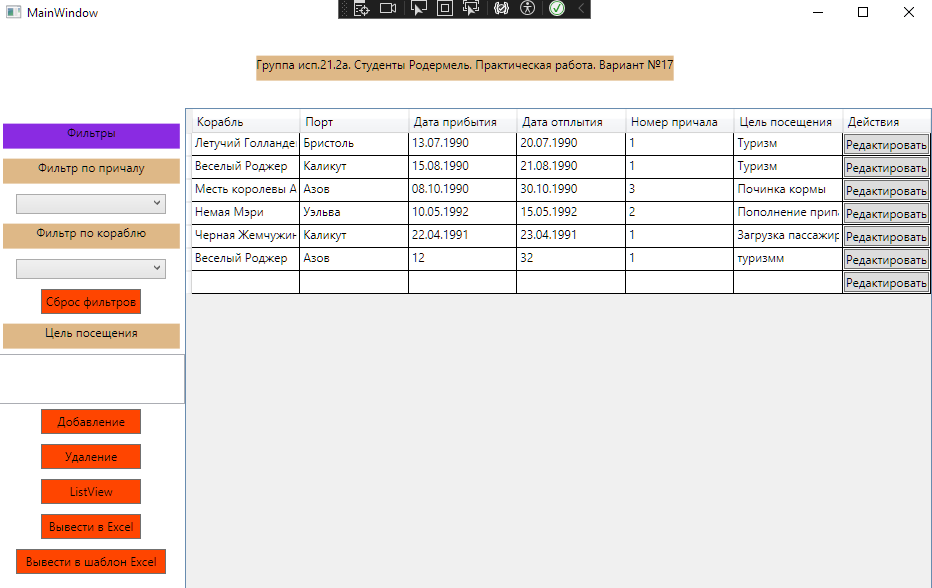 MainWindow
Группа исп.21.2а. Студенты Родермель. Практическая работа. Вариант №17
Фильтры
Фильтр по причалу
Фильтр по кораблю
Сброс фильтров
Цель посещения
Добавление
Удаление
ListView
Вывести в Excel
Вывести в шаблон Excel
Корабль Порт Дата прибытия Дата отплытия Номер причала Цель посещения Действия
Летучий Голланде Бристоль 13.07.1990 20.07.1990 1 Туризм Редактировать
Веселый Роджер Каликут 15.08.1990 21.08.1990 1 Туризм Редактировать
Месть королевы А Азов 08.10.1990 30.10.1990 3 Починка кормы Редактировать
Немая Мэри Уэльва 10.05.1992 15.05.1992 2 Пополнение прип Редактировать
Черная Жемчужин Каликут 22.04.1991 23.04.1991 1 Загрузка пассажир Редактировать
Веселый Роджер Азов 12 32 1 туризмм Редактировать
Редактировать